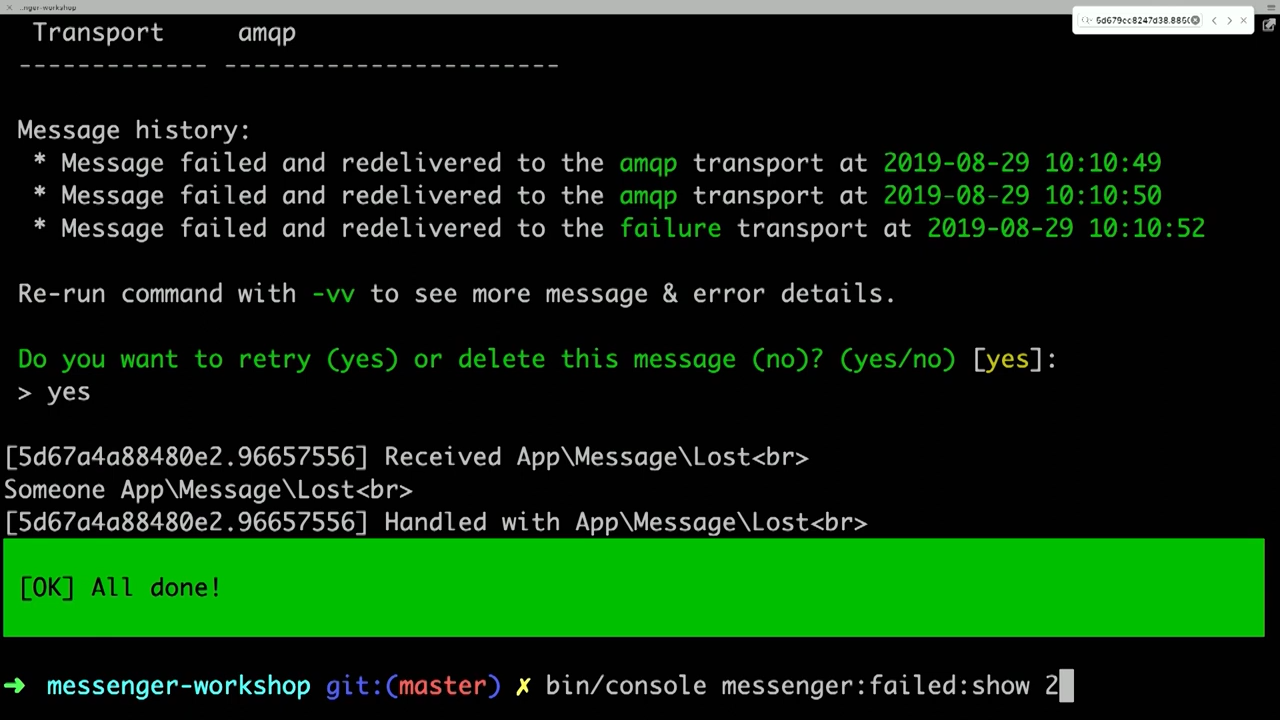 ..nger-workshop
5d679cc8247d38.8850
Transport amqp
------------- -----------------------
Message history:
* Message failed and redelivered to the amqp transport at 2019-08-29 10:10:49
* Message failed and redelivered to the amqp transport at 2019-08-29 10:10:50
* Message failed and redelivered to the failure transport at 2019-08-29 10:10:52
Re-run command with -vv to see more message & error details.
Do you want to retry (yes) or delete this message (no)? (yes/no) [yes]:
> yes
[5d67a4a88480e2.96657556] Received App\Message\Lost<br>
Someone App\Message\Lost<br>
[5d67a4a88480e2.96657556] Handled with App\Message\Lost<br>
[OK] All done!
➜ messenger-workshop git:(master) ✗ bin/console messenger:failed:show 2